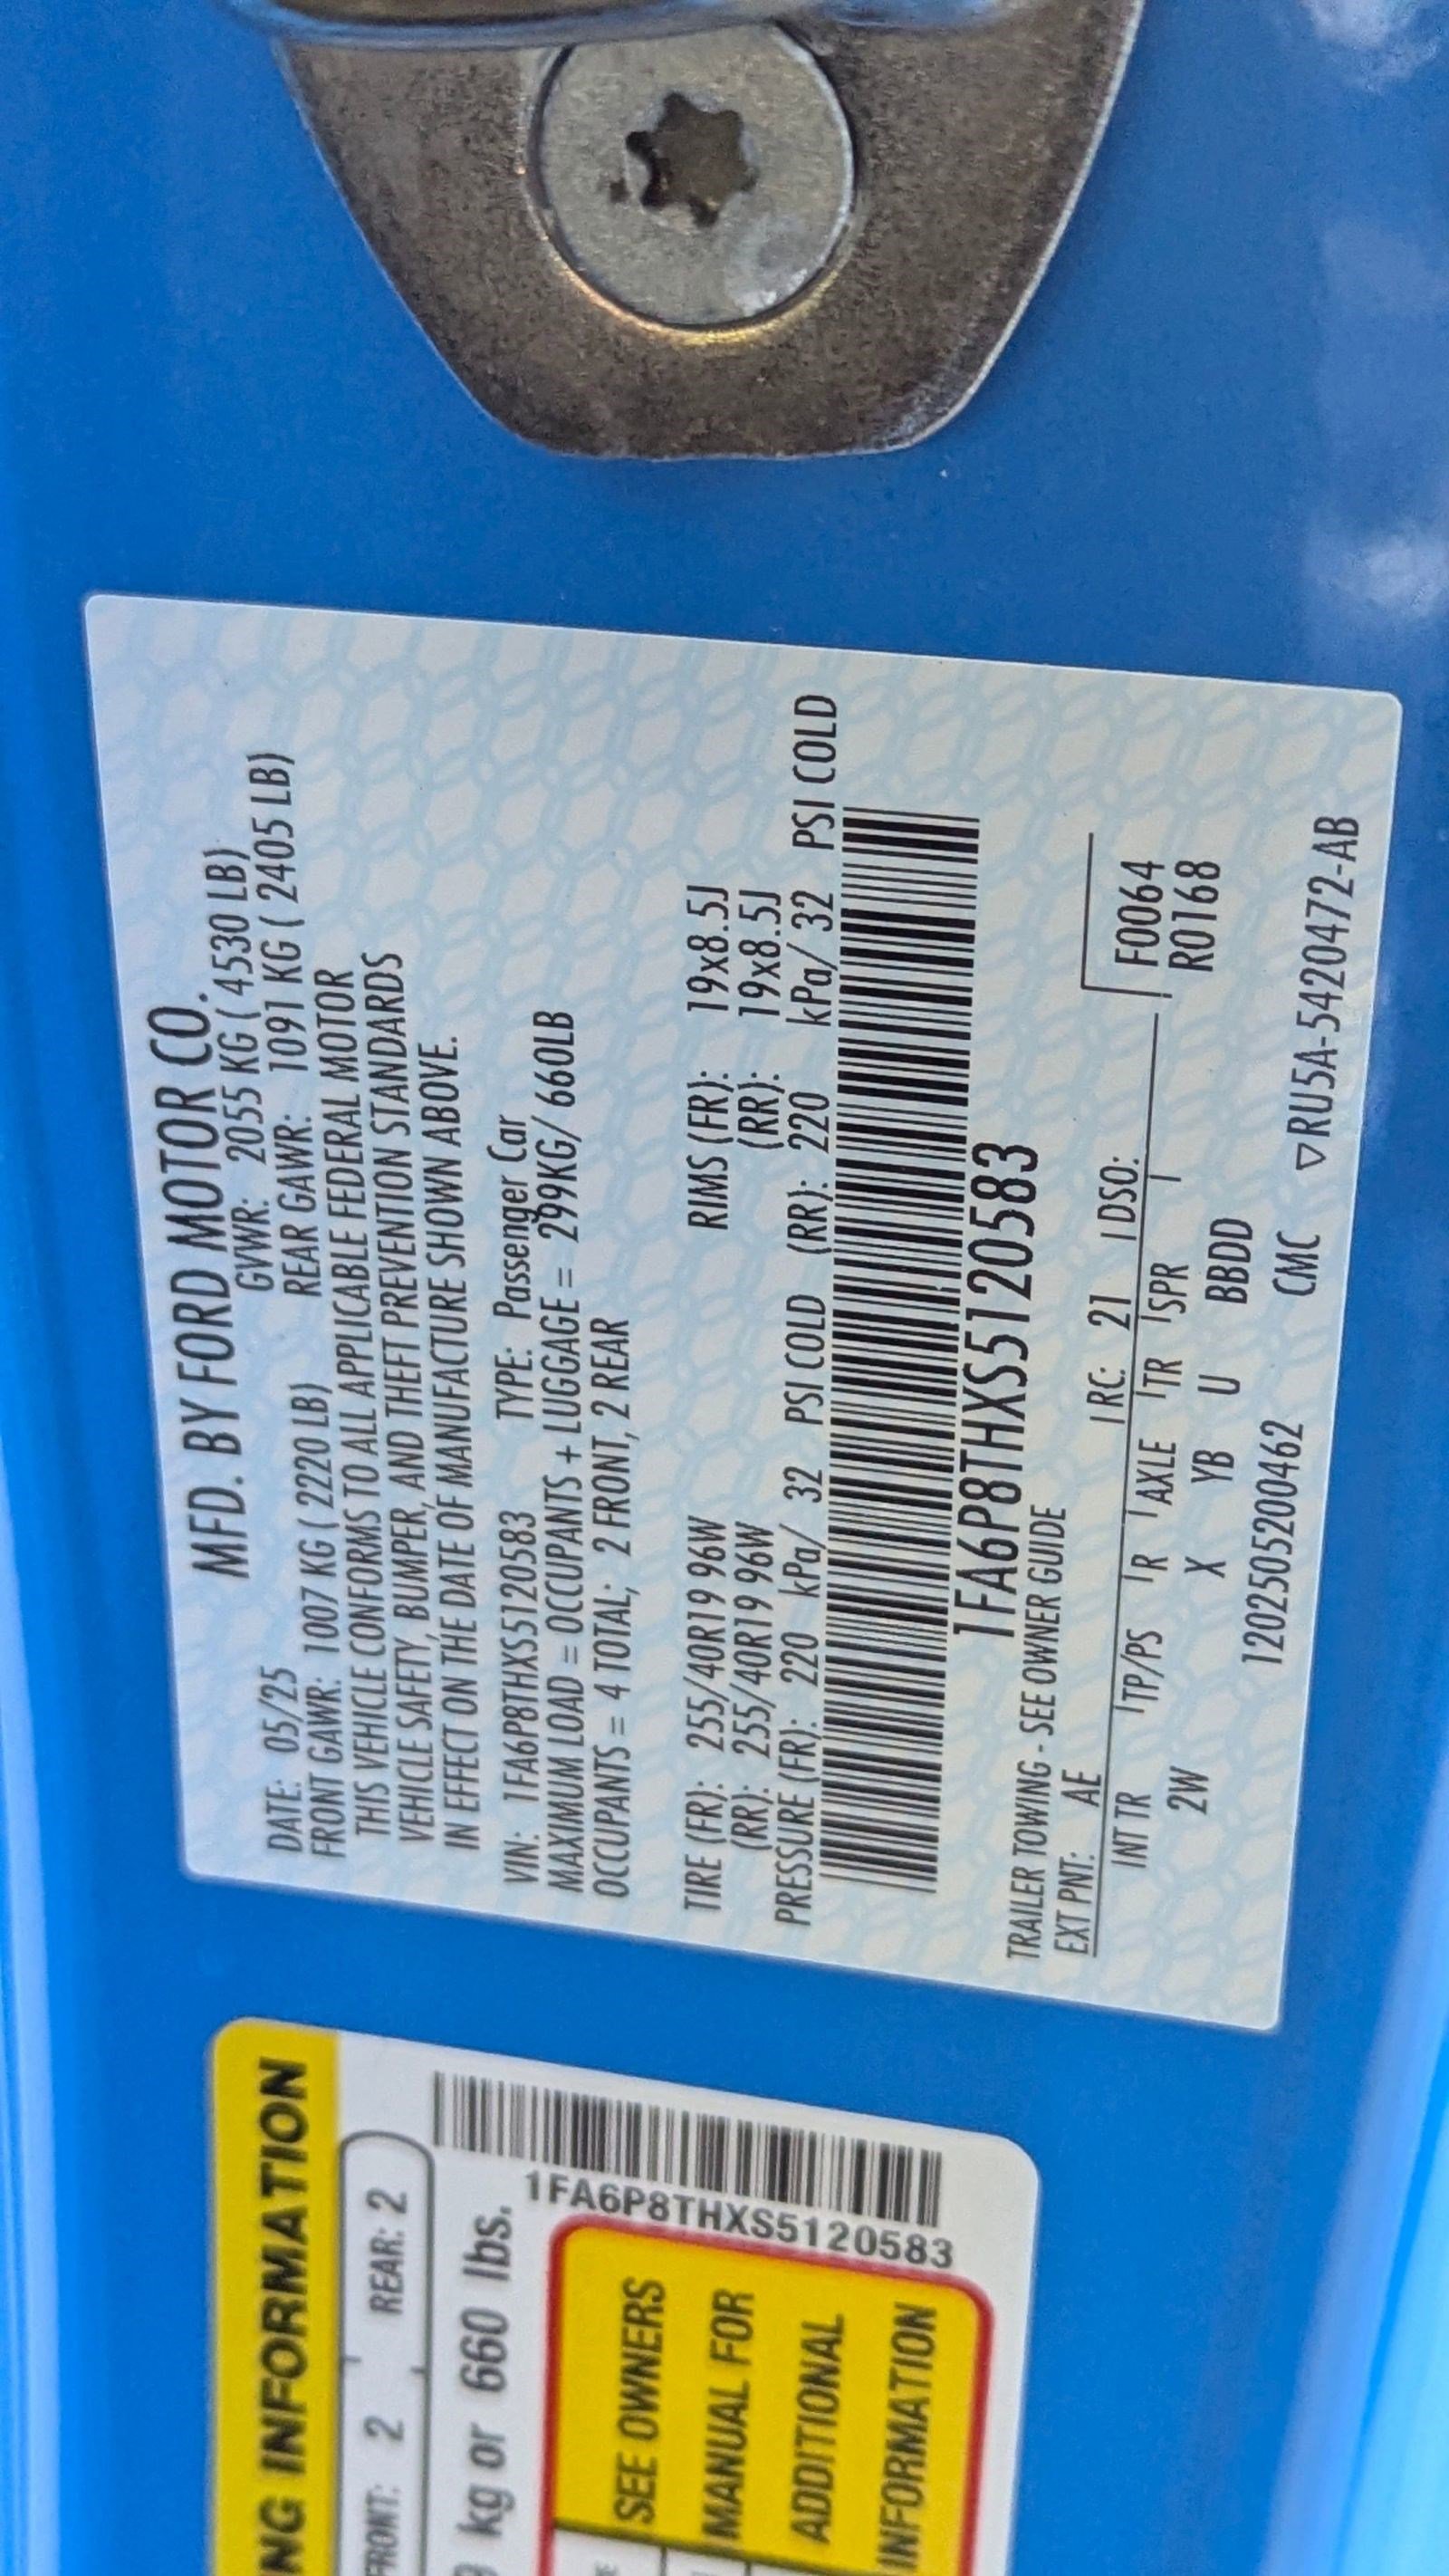 MFD. BY FORD MOTOR CO.
DATE: 05/25 GVWR: 2055 KG ( 4530 LB)
FRONT GAWR: 1007 KG ( 2220 LB) REAR GAWR: 1091 KG ( 2405 LB)
THIS VEHICLE CONFORMS TO ALL APPLICABLE FEDERAL MOTOR
VEHICLE SAFETY, BUMPER, AND THEFT PREVENTION STANDARDS
IN EFFECT ON THE DATE OF MANUFACTURE SHOWN ABOVE.
VIN: 1FA6P8THXS5120583 TYPE: Passenger Car
MAXIMUM LOAD = OCCUPANTS + LUGGAGE = 299KG/ 660LB
OCCUPANTS = 4 TOTAL; 2 FRONT, 2 REAR
TIRE (FR): 255/40R19 96W RIMS (FR): 19x8.5J
(RR): 255/40R19 96W (RR): 19x8.5J
PRESSURE (FR): 220 kPa/ 32 PSI COLD (RR): 220 kPa/ 32 PSI COLD
1FA6P8THXS5120583
TRAILER TOWING - SEE OWNER GUIDE
EXT PNT: AE RC: 21 DSO:
INT TR TP/PS R AXLE TR SPR F0064
2W X YB U BBDD R0168
1202505200462 CMC ▽RU5A-5420472-AB
NG INFORMATION
FRONT: 2 REAR: 2
kg or 660 lbs.
1FA6P8THXS5120583
SEE OWNERS
MANUAL FOR
ADDITIONAL
INFORMATION